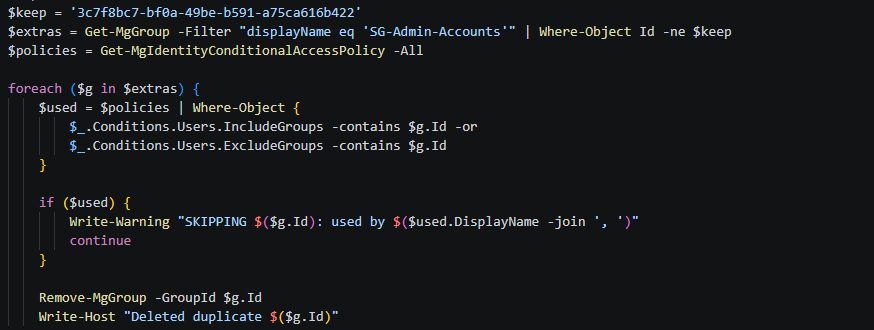 $keep = '3c7f8bc7-bf0a-49be-b591-a75ca616b422'
$extras = Get-MgGroup -Filter "displayName eq 'SG-Admin-Accounts'" | Where-Object Id -ne $keep
$policies = Get-MgIdentityConditionalAccessPolicy -All

foreach ($g in $extras) {
    $used = $policies | Where-Object {
        $_.Conditions.Users.IncludeGroups -contains $g.Id -or
        $_.Conditions.Users.ExcludeGroups -contains $g.Id
    }

    if ($used) {
        Write-Warning "SKIPPING $($g.Id): used by $($used.DisplayName -join ', ')"
        continue
    }

    Remove-MgGroup -GroupId $g.Id
    Write-Host "Deleted duplicate $($g.Id)"